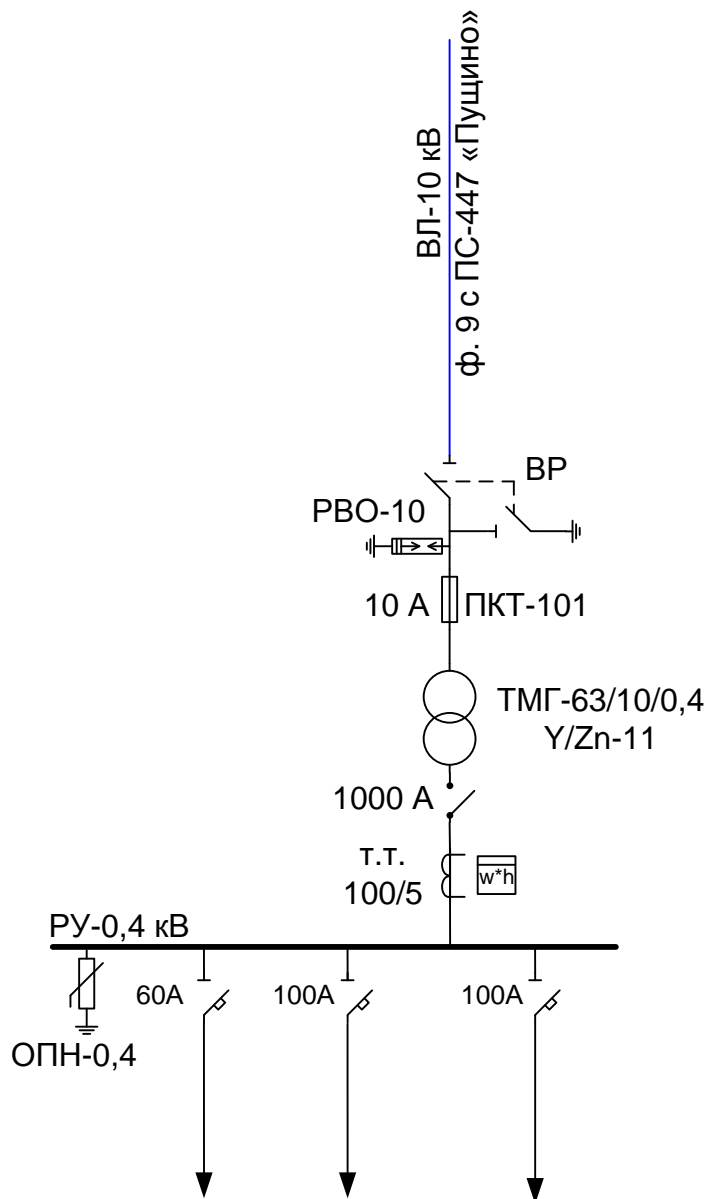 ВЛ-10 кВ
ф. 9 с ПС-447 «Пущино»
ВР
РВО-10
10 А
ПКТ-101
ТМГ-63/10/0,4
Y/Zn-11
1000 А
т.т.
100/5
w*h
РУ-0,4 кВ
60А
100А
100А
ОПН-0,4